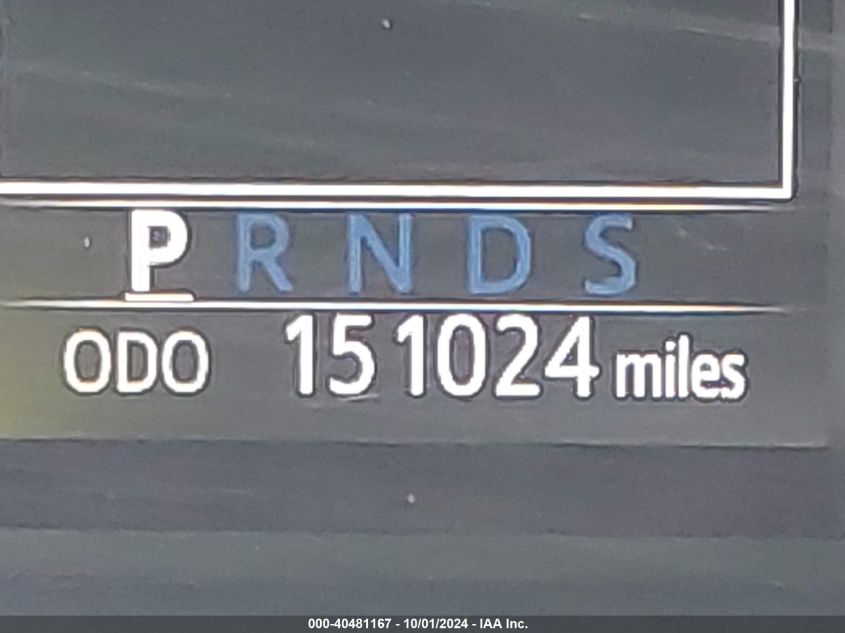 P R N D S
ODO 151024 miles
000-40481167 - 10/01/2024 - IAA Inc.